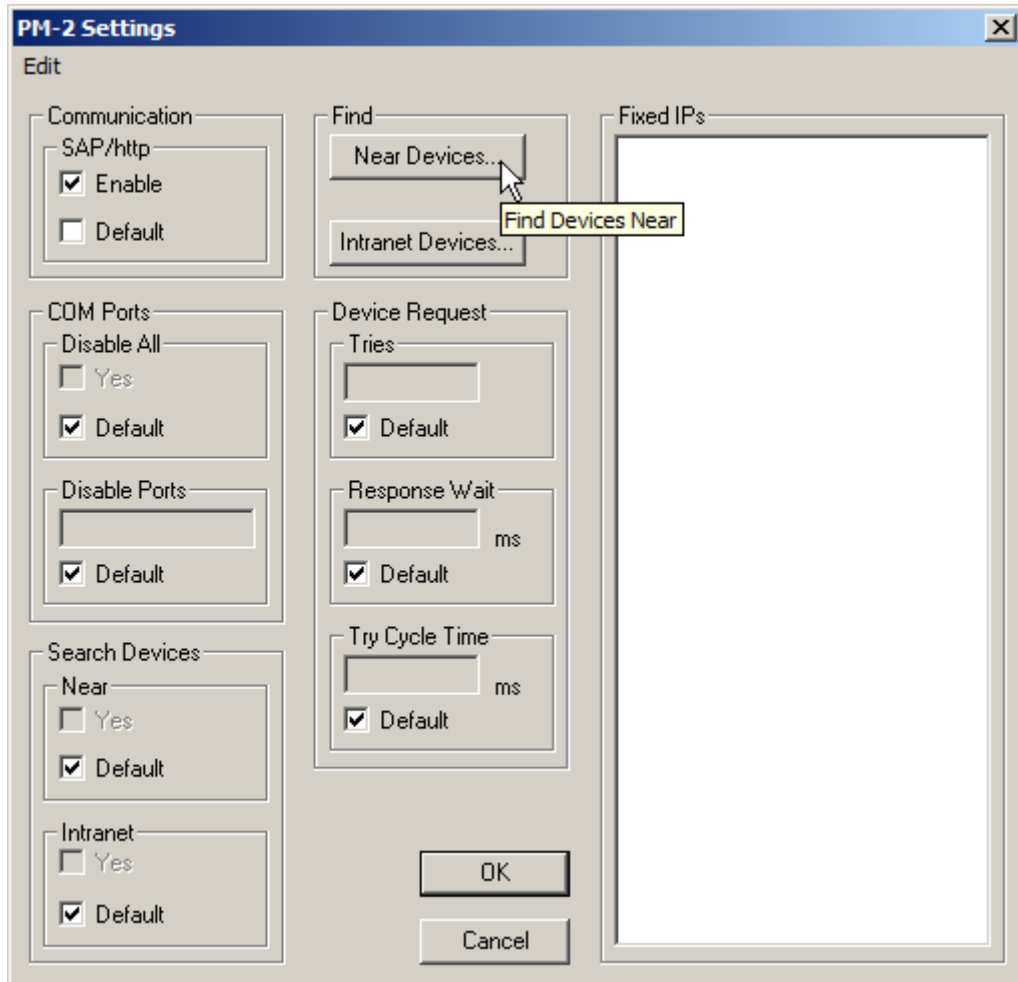 PM-2 Settings
Edit
Communication
SAP/http
Enable
Default
COM Ports
Disable All
Yes
Default
Disable Ports
Default
Search Devices
Near
Yes
Default
Intranet
Yes
Default
Find
Near Devices...
Find Devices Near
Intranet Devices...
Device Request
Tries
Default
Response Wait
ms
Default
Try Cycle Time
ms
Default
OK
Cancel
Fixed IPs